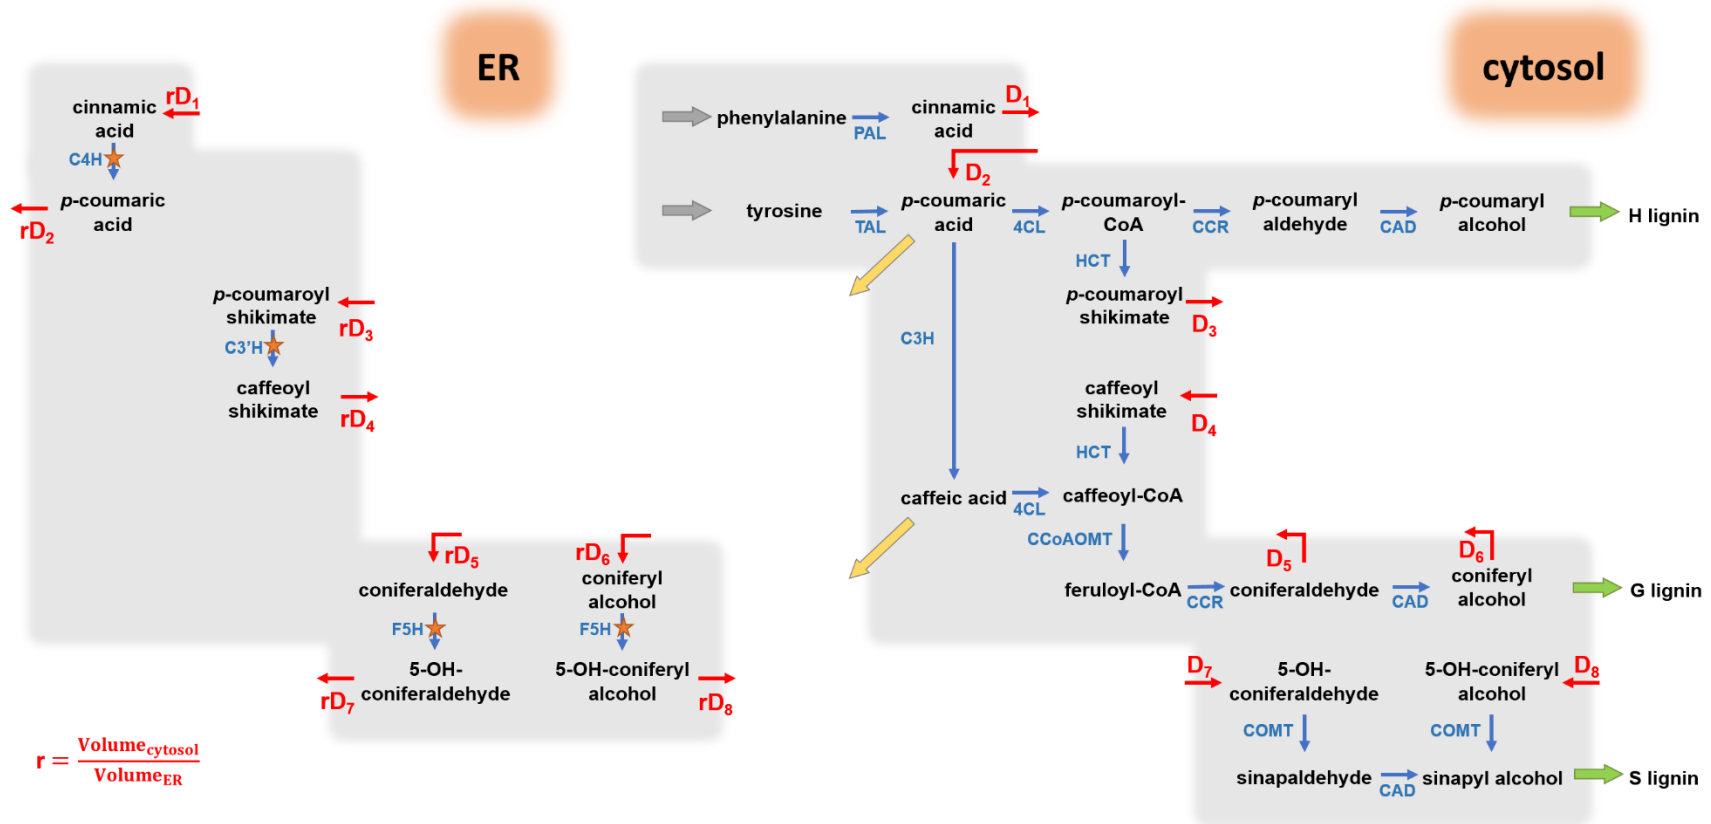 ER
cinnamic
acid
rD1
C4H
p-coumaric
acid
rD2
p-coumaroyl
shikimate
rD3
C3'H
caffeoyl
shikimate
rD4
rD5
coniferaldehyde
F5H
5-OH-
coniferaldehyde
rD7
rD6
coniferyl
alcohol
F5H
5-OH-coniferyl
alcohol
rD8
r = Volumecytosol
VolumeER
cytosol
phenylalanine
PAL
cinnamic
acid
D1
D2
tyrosine
TAL
p-coumaric
acid
4CL
p-coumaroyl-
CoA
CCR
p-coumaryl
aldehyde
CAD
p-coumaryl
alcohol
H lignin
HCT
p-coumaroyl
shikimate
D3
C3H
caffeoyl
shikimate
D4
HCT
caffeic acid
4CL
caffeoyl-CoA
CCoAOMT
feruloyl-CoA
CCR
D5
coniferaldehyde
CAD
D6
coniferyl
alcohol
G lignin
D7
5-OH-
coniferaldehyde
5-OH-coniferyl
alcohol
D8
COMT
COMT
sinapaldehyde
CAD
sinapyl alcohol
S lignin